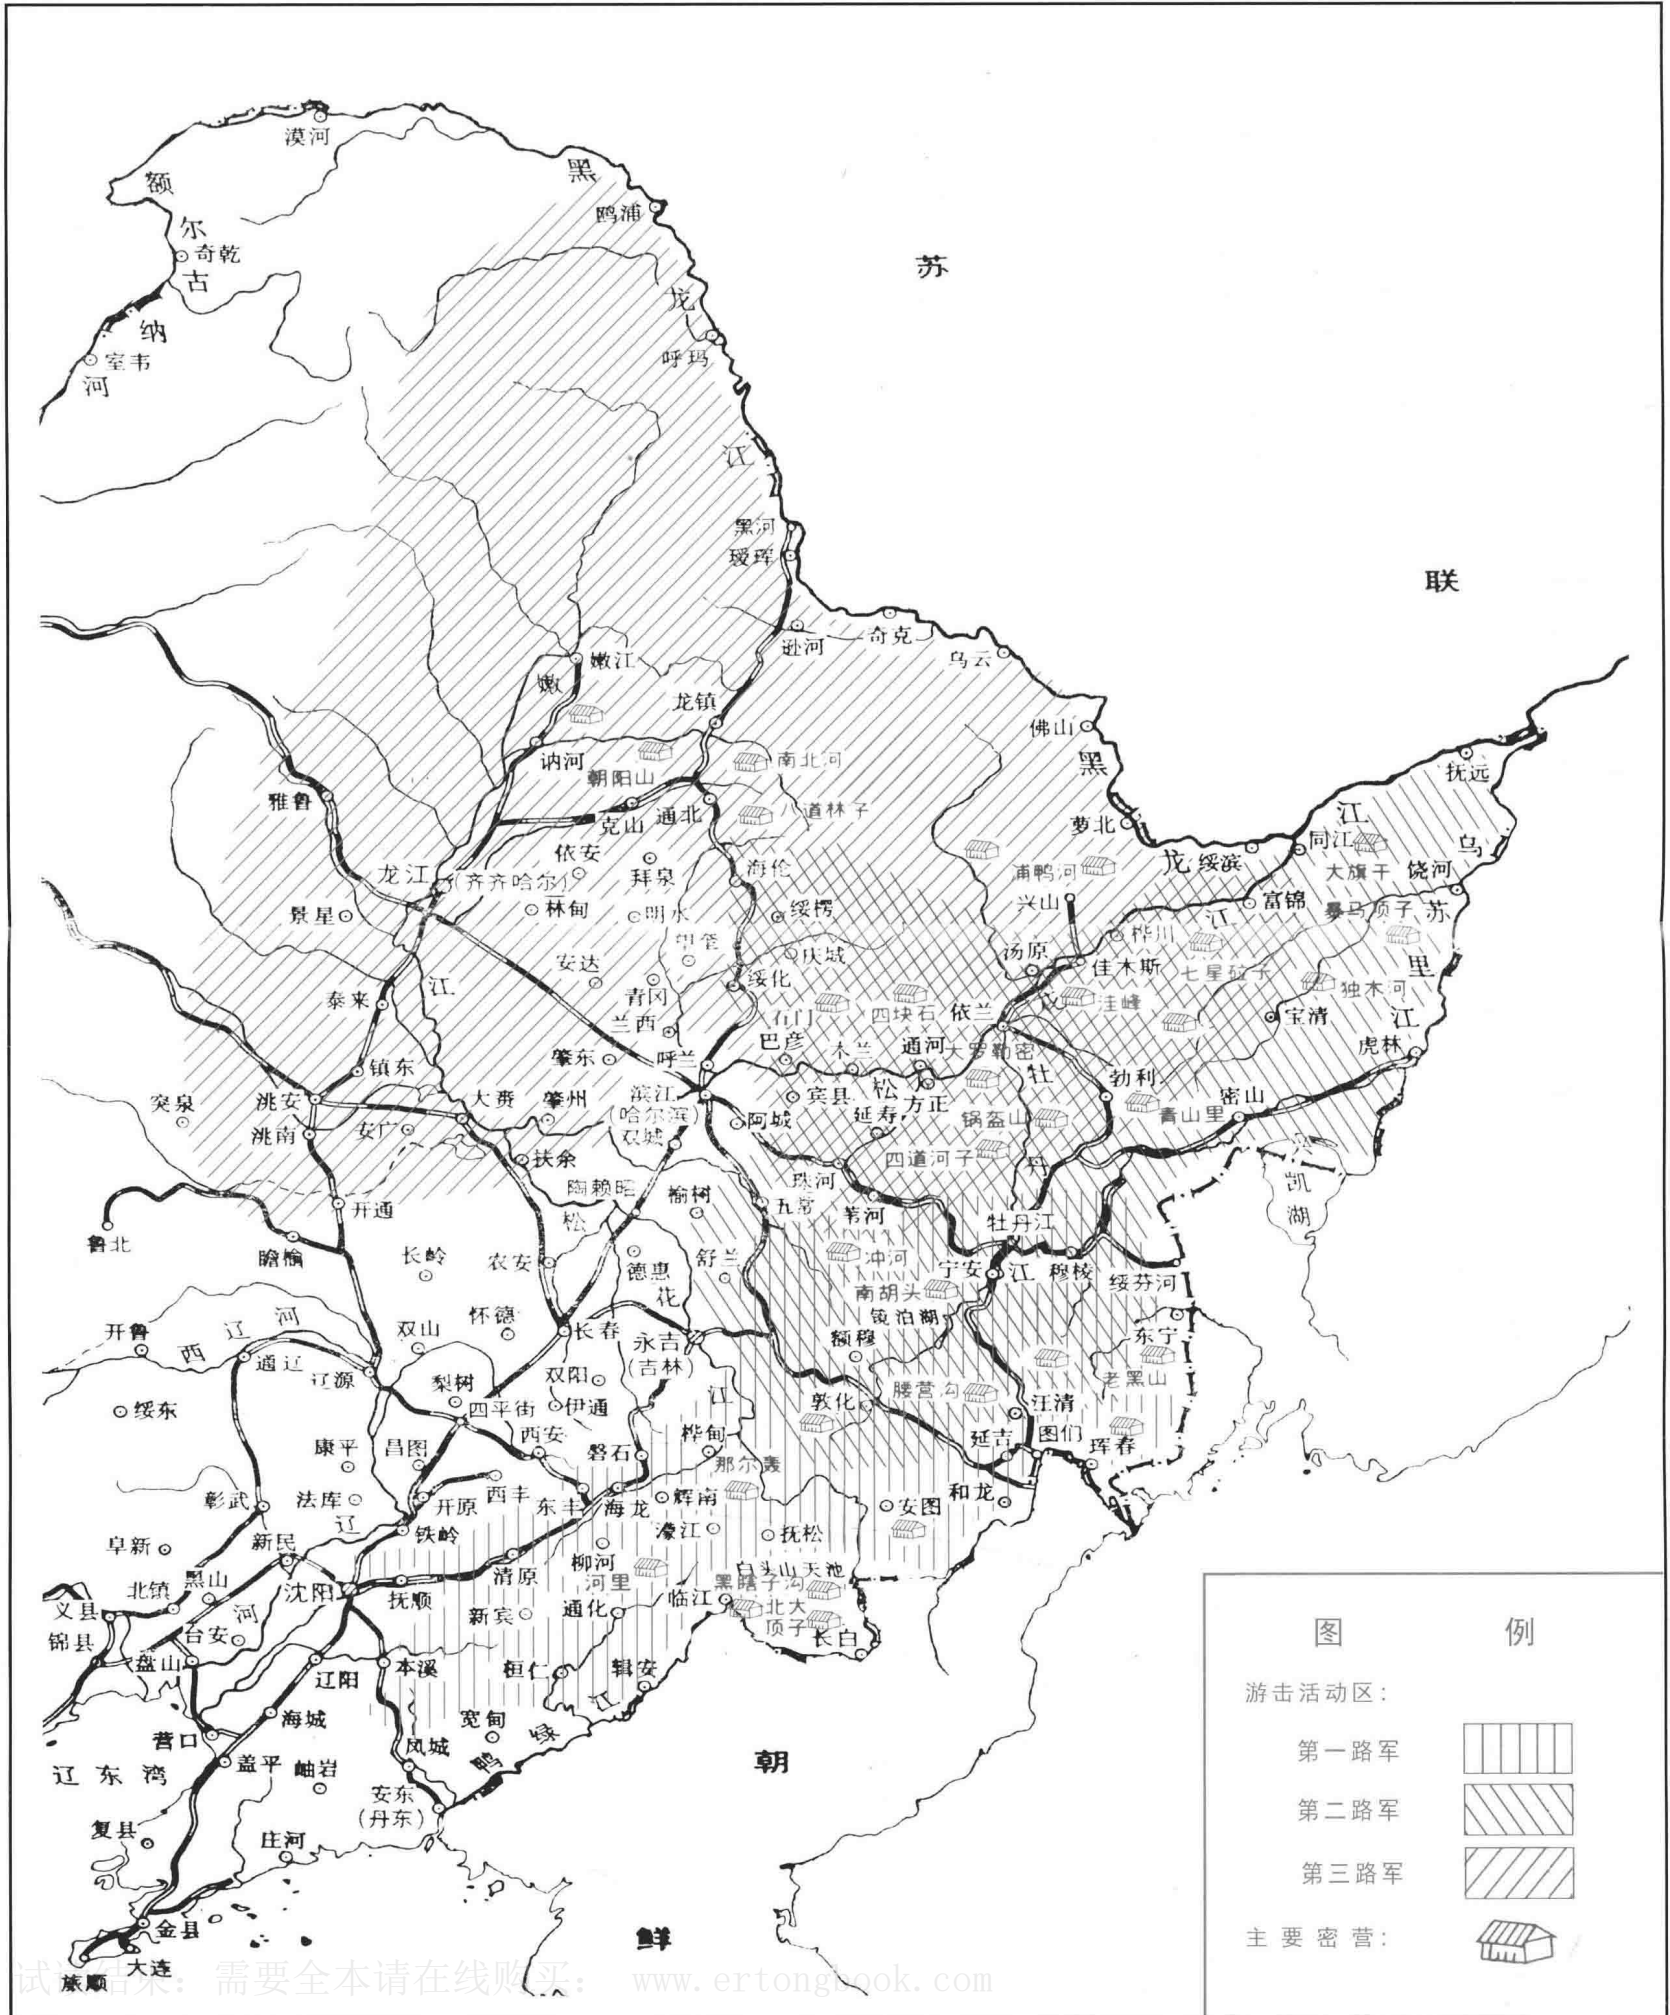 漠河
额
尔
古
纳
河
奇乾
室韦
黑
龙
江
鸥浦
呼玛
苏
联
黑河
瑷珲
逊河
奇克
乌云
嫩江
嫩
龙镇
佛山
黑
讷河
朝阳山
南北河
八道林子
抚远
雅鲁
克山
通北
萝北
江
同江
乌
依安
拜泉
海伦
浦鸭河
龙
绥滨
大旗干
饶河
龙江
(齐齐哈尔)
兴山
富锦
暴马顶子
苏
景星
林甸
明水
绥楞
江
桦川
里
安达
庆城
汤原
佳木斯
七星砬子
独木河
泰来
江
青冈
绥化
石门
四块石
依兰
洼峰
宝清
江
兰西
巴彦
木兰
通河
大罗勒密
虎林
镇东
肇东
呼兰
松
牡
勃利
密山
突泉
洮安
大赉
肇州
滨江
(哈尔滨)
宾县
方正
青山里
洮南
安广
双城
阿城
延寿
锅盔山
扶余
四道河子
丹
兴
凯
湖
陶赖昭
榆树
珠河
开通
松
五常
苇河
牡丹江
鲁北
瞻榆
长岭
农安
德惠
舒兰
冲河
宁安
江
穆棱
绥芬河
花
南胡头
开鲁
西
辽
河
双山
怀德
长春
永吉
(吉林)
额穆
镜泊湖
东宁
通辽
辽源
双阳
绥东
梨树
江
腰营沟
老黑山
四平街
伊通
敦化
汪清
康平
昌图
西安
磐石
桦甸
延吉
图们
珲春
那尔轰
彰武
法库
开原
西丰
东丰
海龙
辉南
安图
和龙
辽
铁岭
濛江
抚松
阜新
新民
清原
柳河
白头山天池
北镇
黑山
沈阳
抚顺
河里
黑瞎子沟
义县
河
新宾
通化
临江
北大
顶子
锦县
台安
盘山
长白
辽阳
本溪
桓仁
辑安
江
海城
宽甸
营口
凤城
绿
鸭
盖平
岫岩
朝
辽东湾
安东
(丹东)
复县
庄河
金县
鲜
大连
旅顺
图 例
游击活动区：
第一路军
第二路军
第三路军
主要密营：
需要全本请在线购买： www.ertongbook.com